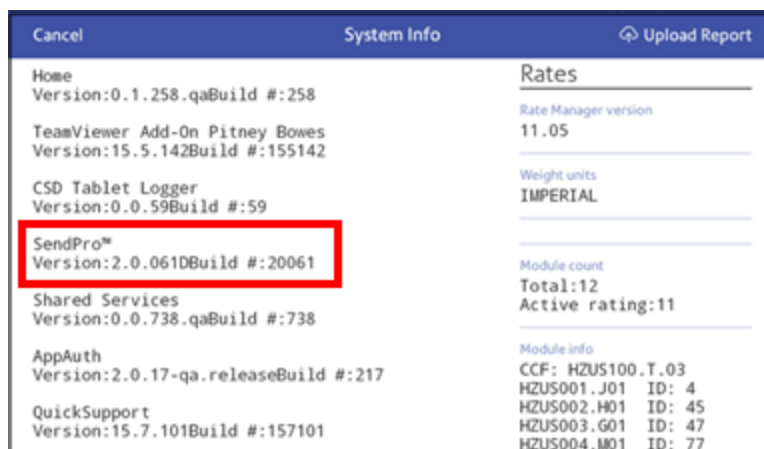 Cancel
System Info
Upload Report
Home
Version:0.1.258.qaBuild #:258
TeamViewer Add-On Pitney Bowes
Version:15.5.142Build #:155142
CSD Tablet Logger
Version:0.0.59Build #:59
SendPro™
Version:2.0.061DBuild #:20061
Shared Services
Version:0.0.738.qaBuild #:738
AppAuth
Version:2.0.17-qa.releaseBuild #:217
QuickSupport
Version:15.7.101Build #:157101
Rates
Rate Manager version
11.05
Weight units
IMPERIAL
Module count
Total:12
Active rating:11
Module info
CCF: HZUS100.T.03
HZUS001.J01 ID: 4
HZUS002.H01 ID: 45
HZUS003.G01 ID: 47
HZUS004.M01 ID: 77